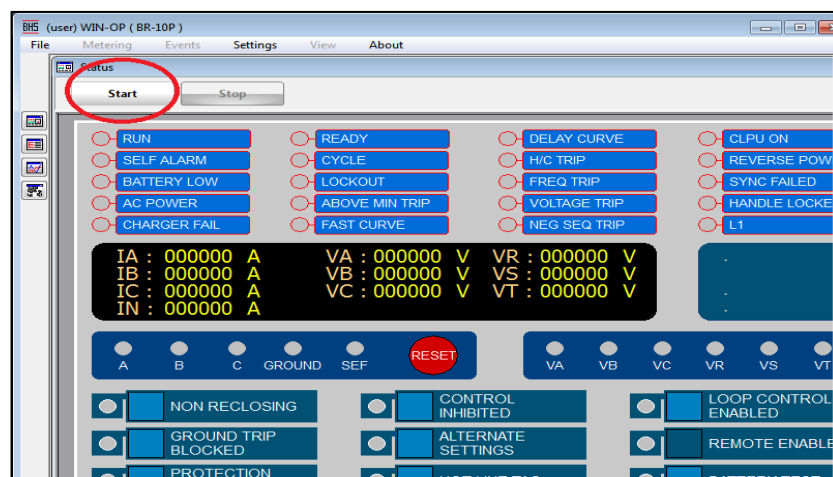 BHS (user) WIN-OP ( BR-10P )
File Metering Events Settings View About
Status
Start Stop
RUN READY DELAY CURVE CLPU ON
SELF ALARM CYCLE H/C TRIP REVERSE POW
BATTERY LOW LOCKOUT FREQ TRIP SYNC FAILED
AC POWER ABOVE MIN TRIP VOLTAGE TRIP HANDLE LOCKE
CHARGER FAIL FAST CURVE NEG SEQ TRIP L1
IA : 000000 A VA : 000000 V VR : 000000 V
IB : 000000 A VB : 000000 V VS : 000000 V
IC : 000000 A VC : 000000 V VT : 000000 V
IN : 000000 A
RESET
A B C GROUND SEF VA VB VC VR VS VT
NON RECLOSING CONTROL INHIBITED LOOP CONTROL ENABLED
GROUND TRIP BLOCKED ALTERNATE SETTINGS REMOTE ENABLE
PROTECTION